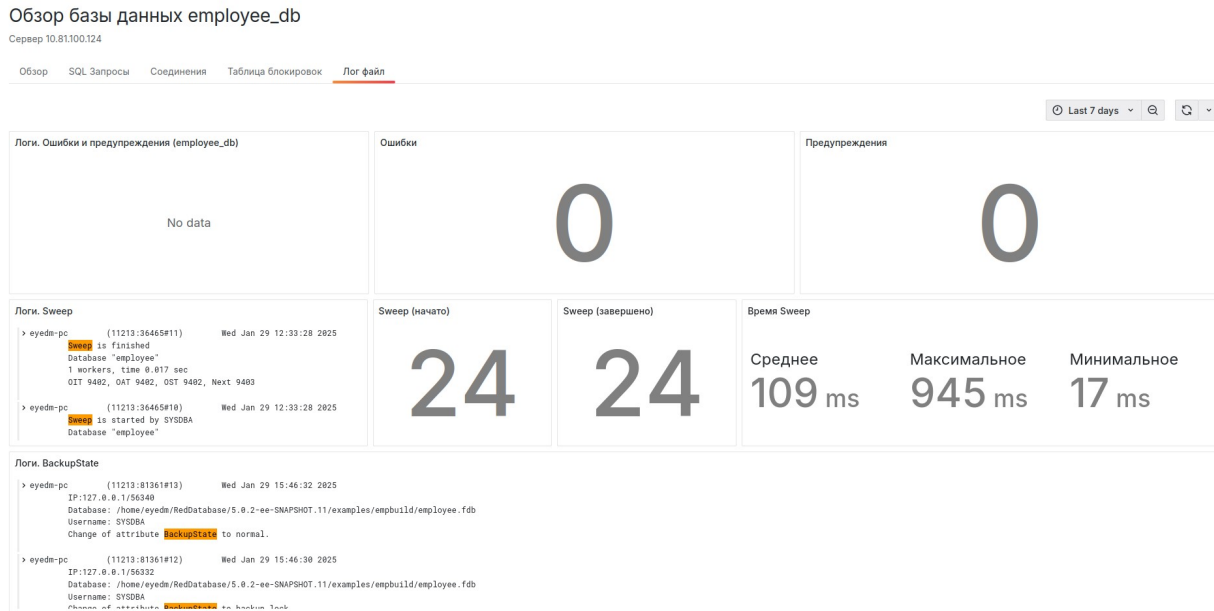 Обзор базы данных employee_db
Сервер 10.81.100.124
Обзор SQL Запросы Соединения Таблица блокировок Лог файл
Last 7 days
Логи. Ошибки и предупреждения (employee_db)
No data
Ошибки
0
Предупреждения
0
Логи. Sweep
eyedm-pc (11213:36465#11) Wed Jan 29 12:33:28 2025
Sweep is finished
Database "employee"
1 workers, time 0.017 sec
OIT 9402, OAT 9402, OST 9402, Next 9403
eyedm-pc (11213:36465#10) Wed Jan 29 12:33:28 2025
Sweep is started by SYSDBA
Database "employee"
Sweep (начато)
24
Sweep (завершено)
24
Время Sweep
Среднее Максимальное Минимальное
109 ms 945 ms 17 ms
Логи. BackupState
eyedm-pc (11213:81361#13) Wed Jan 29 15:46:32 2025
IP:127.0.0.1/56340
Database: /home/eyedm/RedDatabase/5.0.2-ee-SNAPSHOT.11/examples/empbuild/employee.fdb
Username: SYSDBA
Change of attribute BackupState to normal.
eyedm-pc (11213:81361#12) Wed Jan 29 15:46:30 2025
IP:127.0.0.1/56332
Database: /home/eyedm/RedDatabase/5.0.2-ee-SNAPSHOT.11/examples/empbuild/employee.fdb
Username: SYSDBA
Change of attribute BackupState to backup lock